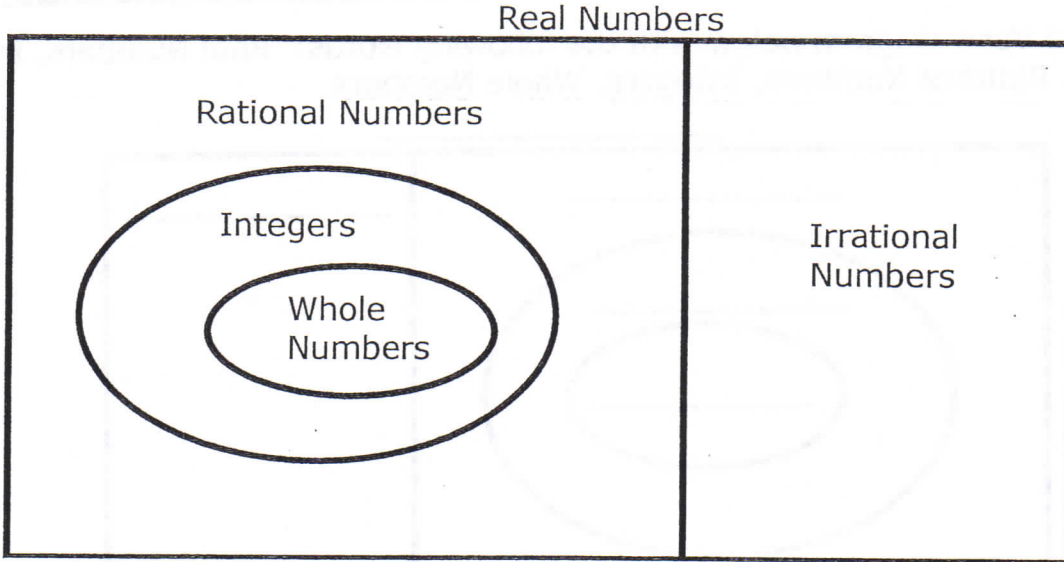 Real Numbers
Rational Numbers
Integers
Whole
Numbers
Irrational
Numbers